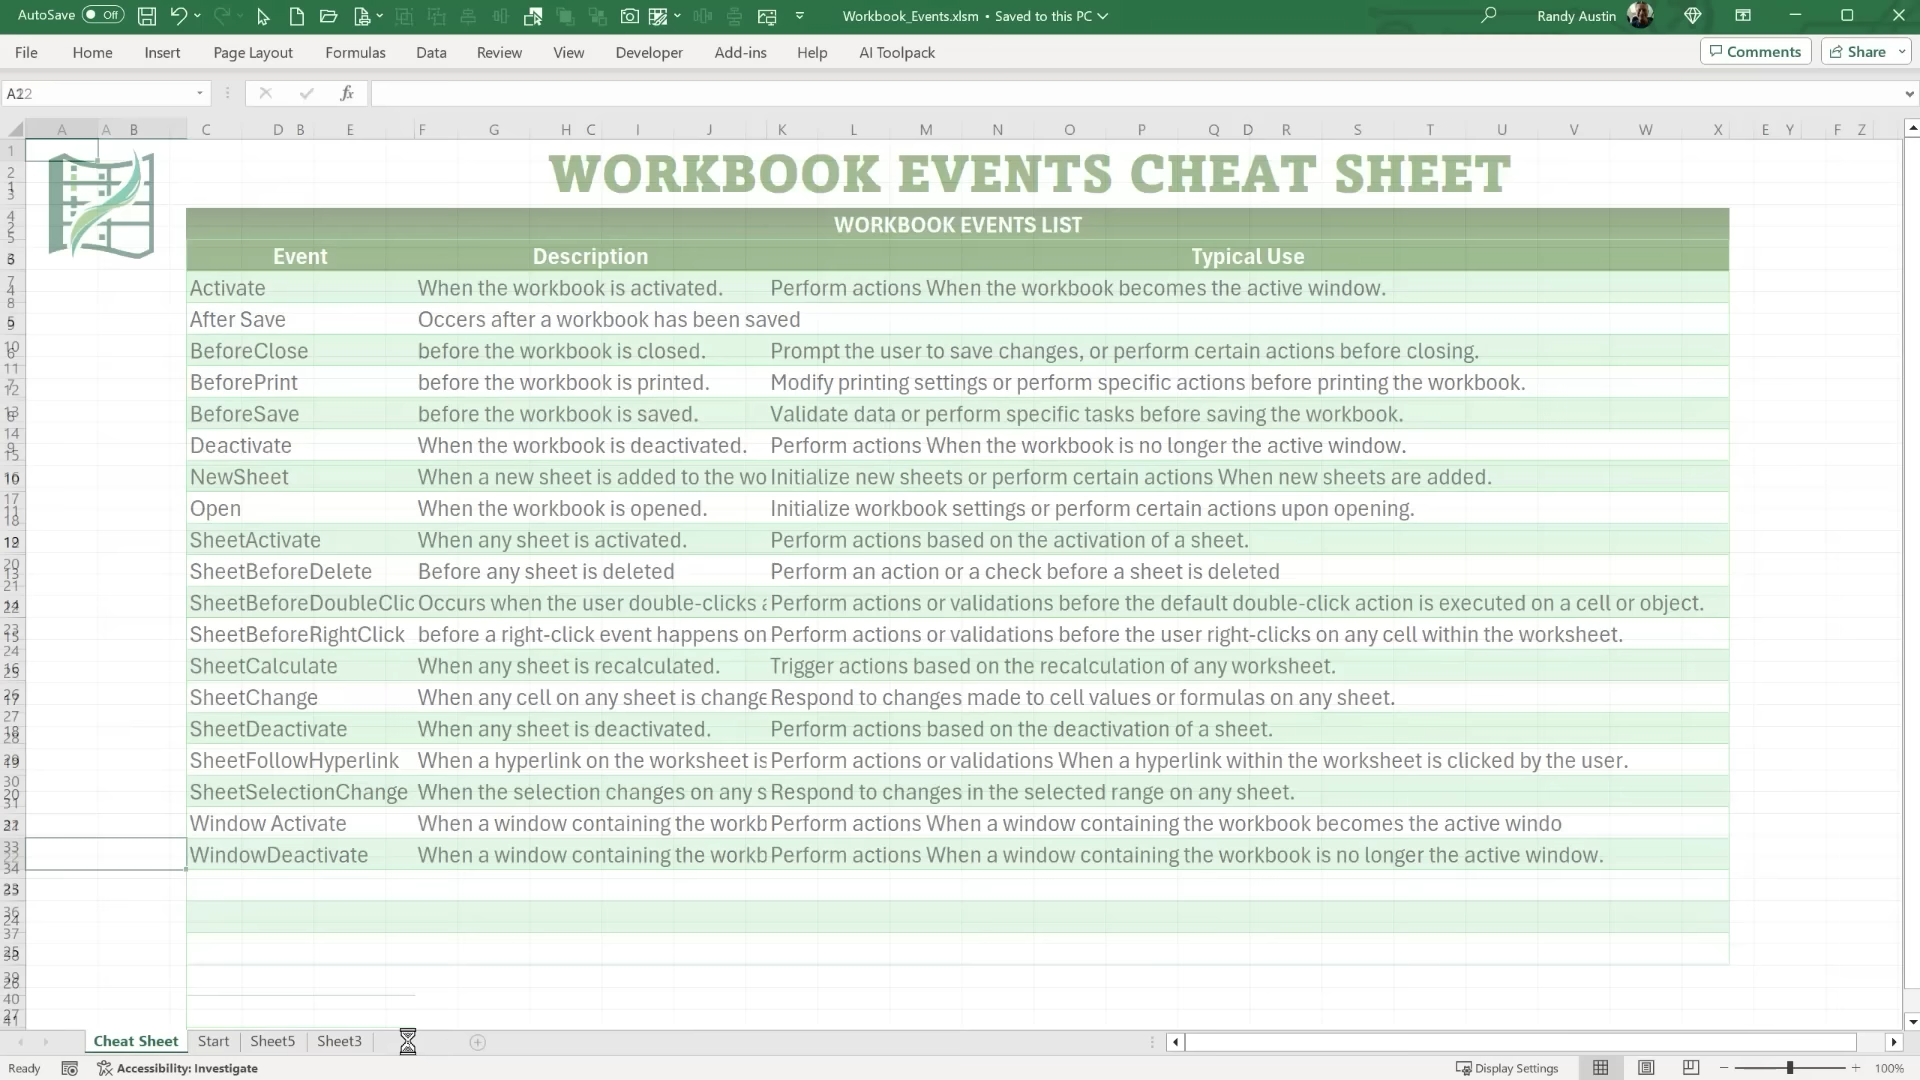 AutoSave Off Workbook_Events.xlsm • Saved to this PC Randy Austin
File Home Insert Page Layout Formulas Data Review View Developer Add-ins Help AI Toolpack Comments Share
fx
WORKBOOK EVENTS CHEAT SHEET
WORKBOOK EVENTS LIST
Event Description Typical Use
Activate When the workbook is activated. Perform actions When the workbook becomes the active window.
After Save Occers after a workbook has been saved
BeforeClose before the workbook is closed. Prompt the user to save changes, or perform certain actions before closing.
BeforePrint before the workbook is printed. Modify printing settings or perform specific actions before printing the workbook.
BeforeSave before the workbook is saved. Validate data or perform specific tasks before saving the workbook.
Deactivate When the workbook is deactivated. Perform actions When the workbook is no longer the active window.
NewSheet When a new sheet is added to the wo Initialize new sheets or perform certain actions When new sheets are added.
Open When the workbook is opened. Initialize workbook settings or perform certain actions upon opening.
SheetActivate When any sheet is activated. Perform actions based on the activation of a sheet.
SheetBeforeDelete Before any sheet is deleted Perform an action or a check before a sheet is deleted
SheetBeforeDoubleClic Occurs when the user double-clicks Perform actions or validations before the default double-click action is executed on a cell or object.
SheetBeforeRightClick before a right-click event happens on Perform actions or validations before the user right-clicks on any cell within the worksheet.
SheetCalculate When any sheet is recalculated. Trigger actions based on the recalculation of any worksheet.
SheetChange When any cell on any sheet is change Respond to changes made to cell values or formulas on any sheet.
SheetDeactivate When any sheet is deactivated. Perform actions based on the deactivation of a sheet.
SheetFollowHyperlink When a hyperlink on the worksheet is Perform actions or validations When a hyperlink within the worksheet is clicked by the user.
SheetSelectionChange When the selection changes on any s Respond to changes in the selected range on any sheet.
Window Activate When a window containing the workb Perform actions When a window containing the workbook becomes the active windo
WindowDeactivate When a window containing the workb Perform actions When a window containing the workbook is no longer the active window.
Cheat Sheet Start Sheet5 Sheet3
Ready Accessibility: Investigate Display Settings 100%